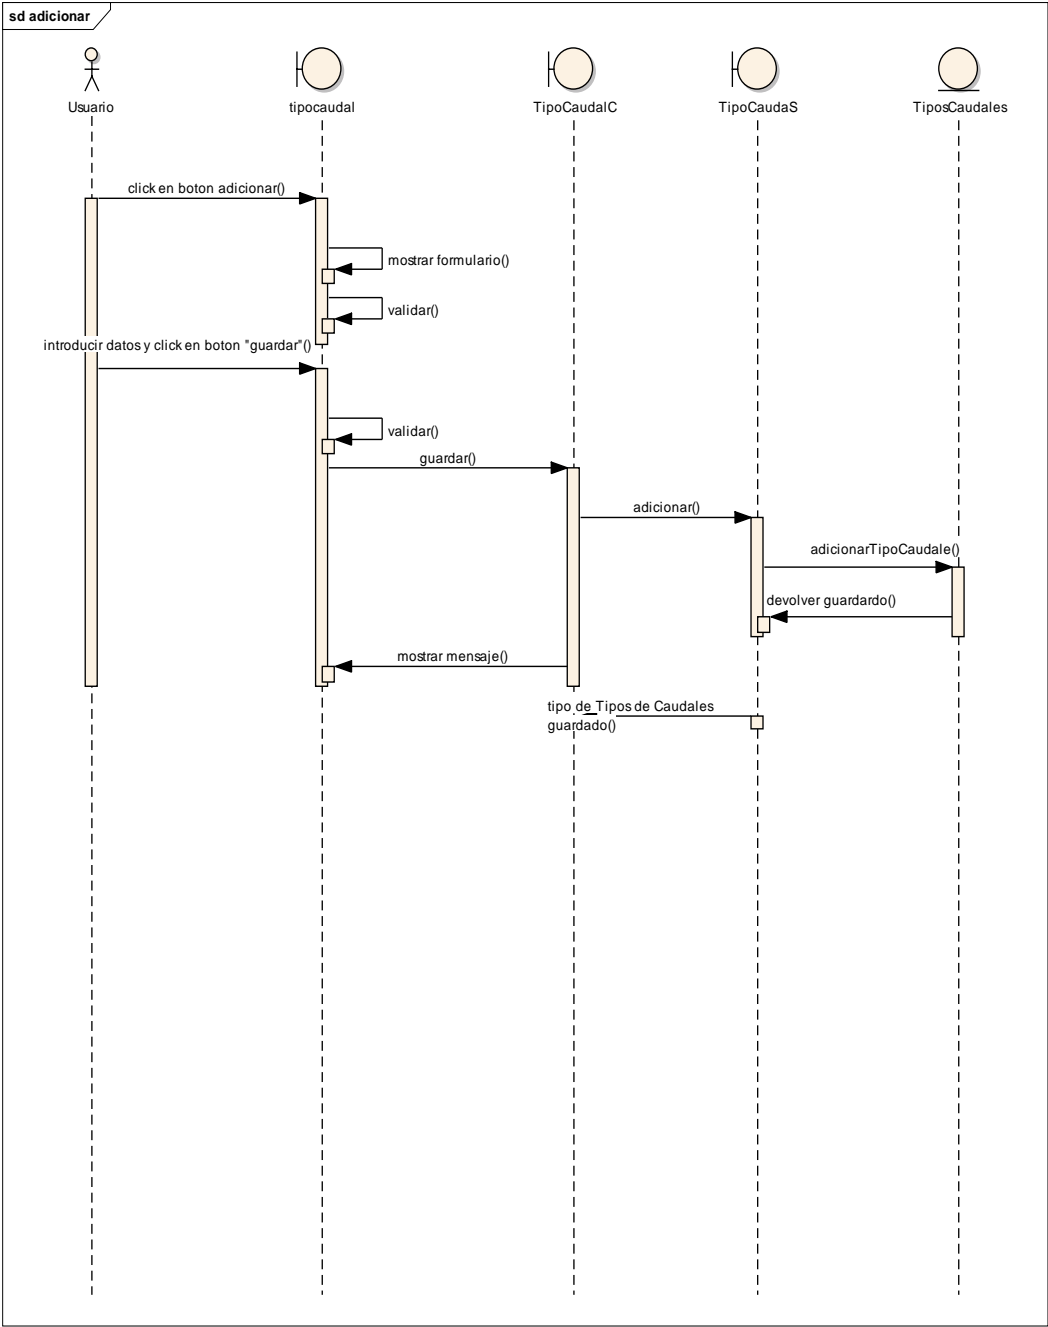 sd adicionar
Usuario
tipocaudal
TipoCaudalC
TipoCaudaS
TiposCaudales
click en boton adicionar()
mostrar formulario()
validar()
introducir datos y click en boton "guardar"()
validar()
guardar()
adicionar()
adicionarTipoCaudale()
devolver guardardo()
mostrar mensaje()
tipo de Tipos de Caudales
guardado()